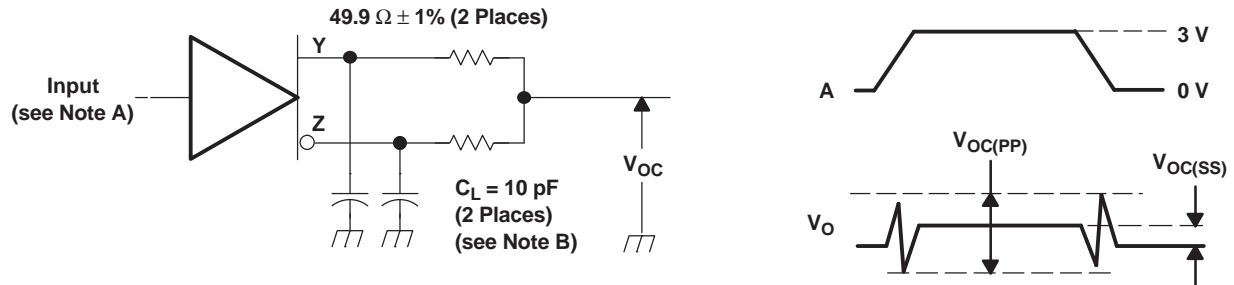 49.9 Ω ± 1% (2 Places)
Y
Input
(see Note A)
Z
V_OC
C_L = 10 pF
(2 Places)
(see Note B)
A
3 V
0 V
V_OC(PP)
V_OC(SS)
V_O